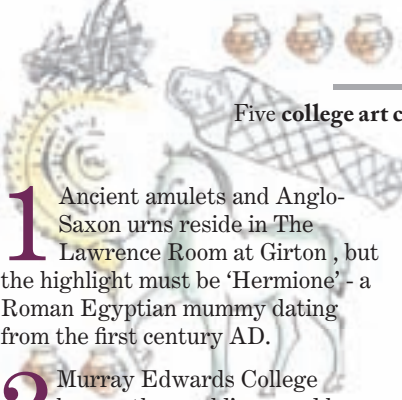 Five college art c
1 Ancient amulets and Anglo-
Saxon urns reside in The
Lawrence Room at Girton , but
the highlight must be ‘Hermione’ - a
Roman Egyptian mummy dating
from the first century AD.
2 Murray Edwards College